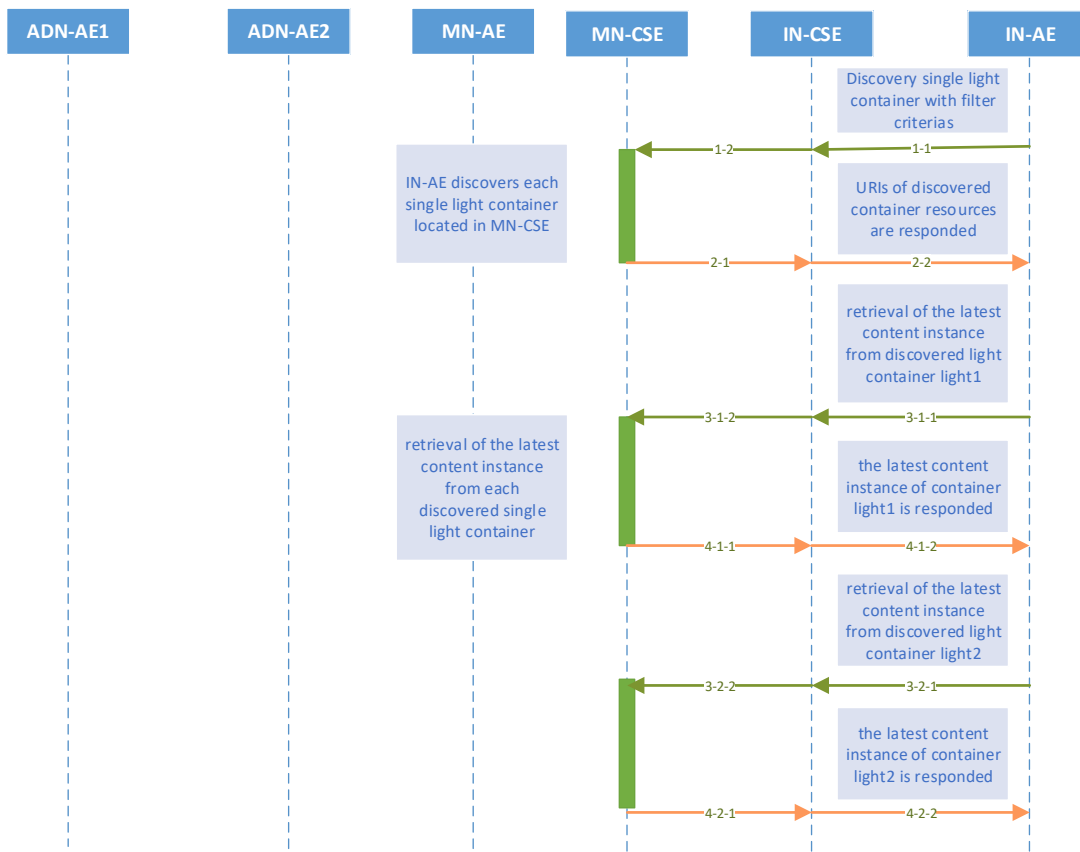 ADN-AE1
ADN-AE2
MN-AE
MN-CSE
IN-CSE
IN-AE
Discovery single light
container with filter
criterias
1-2
1-1
IN-AE discovers each
single light container
located in MN-CSE
URIs of discovered
container resources
are responded
2-1
2-2
retrieval of the latest
content instance
from discovered light
container light1
3-1-2
3-1-1
retrieval of the latest
content instance
from each
discovered single
light container
the latest content
instance of container
light1 is responded
4-1-1
4-1-2
retrieval of the latest
content instance
from discovered light
container light2
3-2-2
3-2-1
the latest content
instance of container
light2 is responded
4-2-1
4-2-2